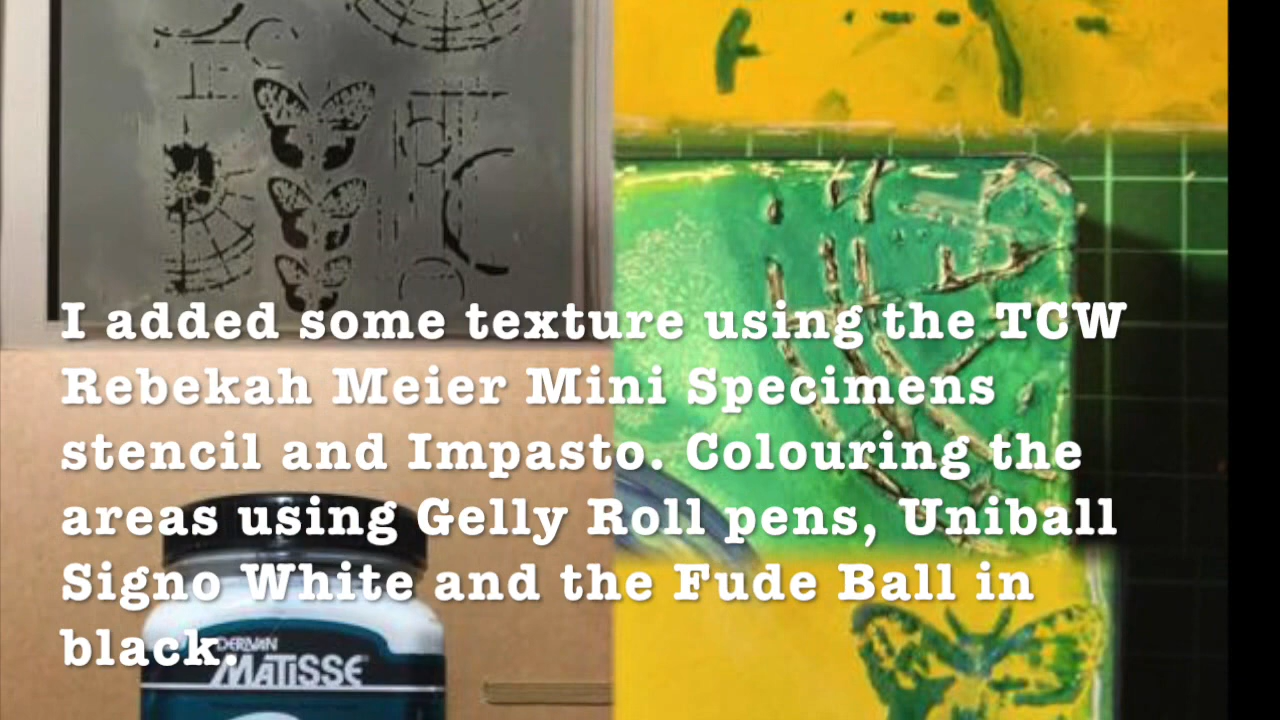 I added some texture using the TCW
Rebekah Meier Mini Specimens
stencil and Impasto. Colouring the
areas using Gelly Roll pens, Uniball
Signo White and the Fude Ball in
black.
DERIVAN
MATISSE